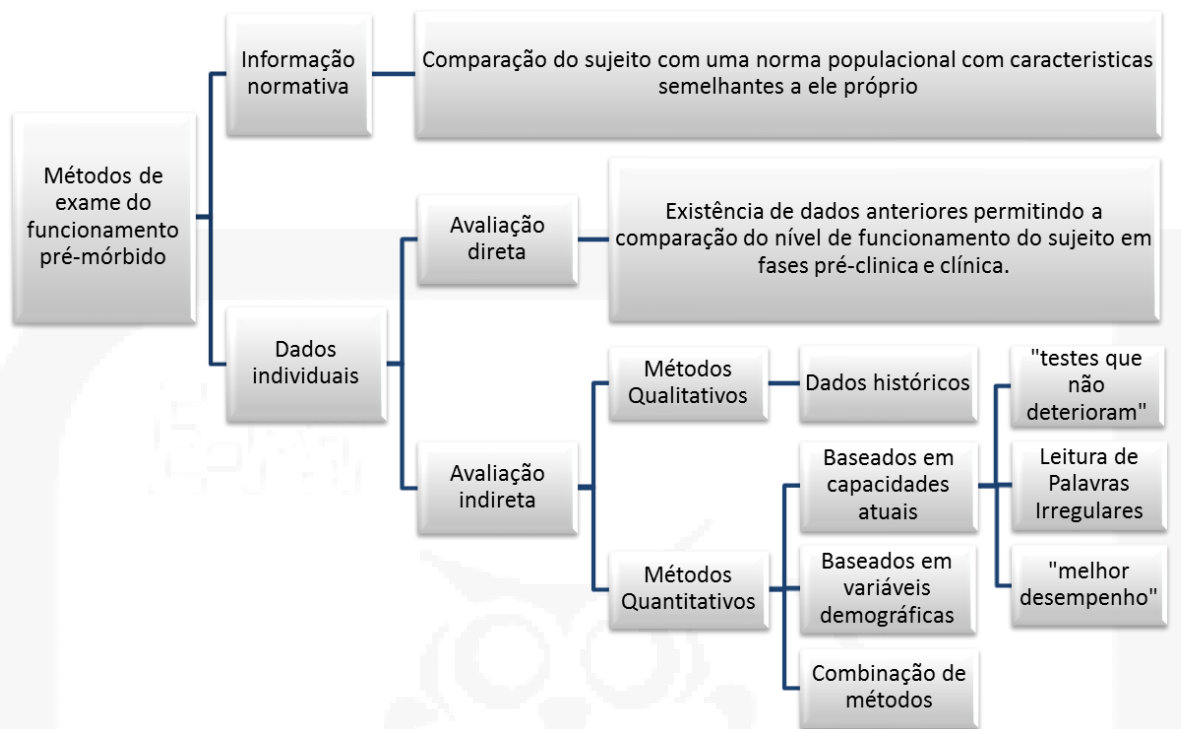 Métodos de
exame do
funcionamento
pré-mórbido
Informação
normativa
Comparação do sujeito com uma norma populacional com caracteristicas
semelhantes a ele próprio
Dados
individuais
Avaliação
direta
Existência de dados anteriores permitindo a
comparação do nível de funcionamento do sujeito em
fases pré-clinica e clínica.
Avaliação
indireta
Métodos
Qualitativos
Dados históricos
Métodos
Quantitativos
Baseados em
capacidades
atuais
"testes que
não
deterioram"
Leitura de
Palavras
Irregulares
"melhor
desempenho"
Baseados em
variáveis
demográficas
Combinação de
métodos